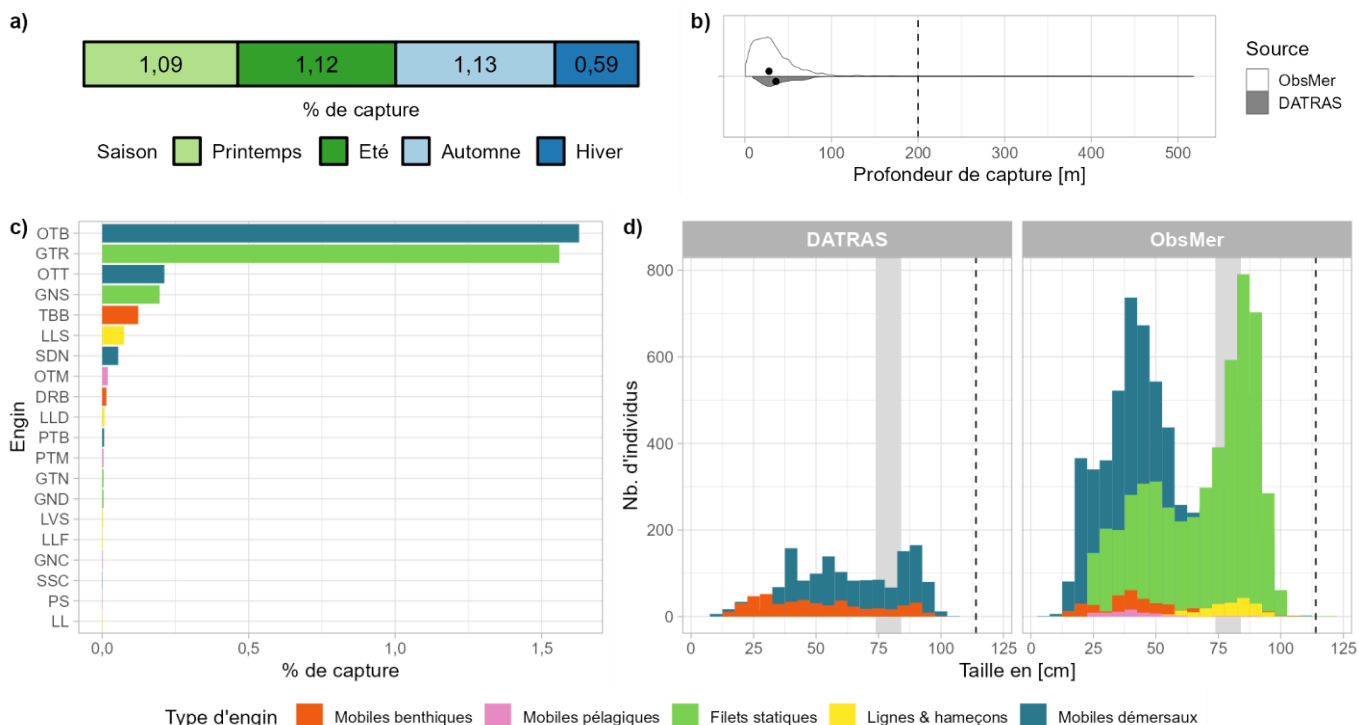 a)
1,09 1,12 1,13 0,59
% de capture
Saison Printemps Eté Automne Hiver
b)
0 100 200 300 400 500
Profondeur de capture [m]
Source
ObsMer
DATRAS
c)
Engin
OTB
GTR
OTT
GNS
TBB
LLS
SDN
OTM
DRB
LLD
PTB
PTM
GTN
GND
LVS
LLF
GNC
SSC
PS
LL
0,0 0,5 1,0 1,5
% de capture
d)
DATRAS ObsMer
Nb. d'individus
800
600
400
200
0
0 25 50 75 100 125 0 25 50 75 100 125
Taille en [cm]
Type d'engin Mobiles benthiques Mobiles pélagiques Filets statiques Lignes & hameçons Mobiles démersaux